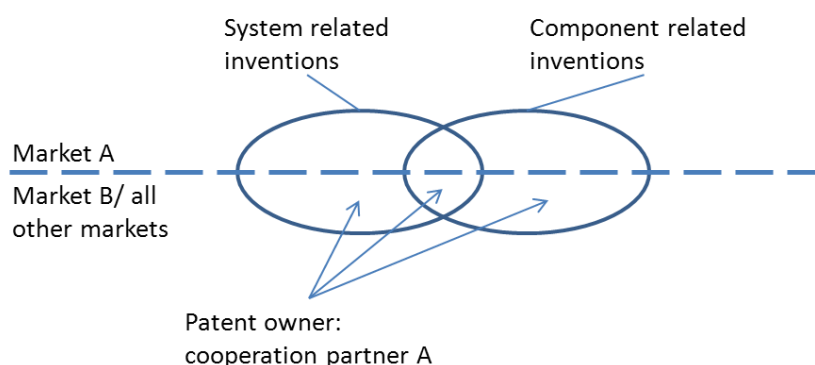 System related
inventions
Component related
inventions
Market A
Market B/ all
other markets
Patent owner:
cooperation partner A